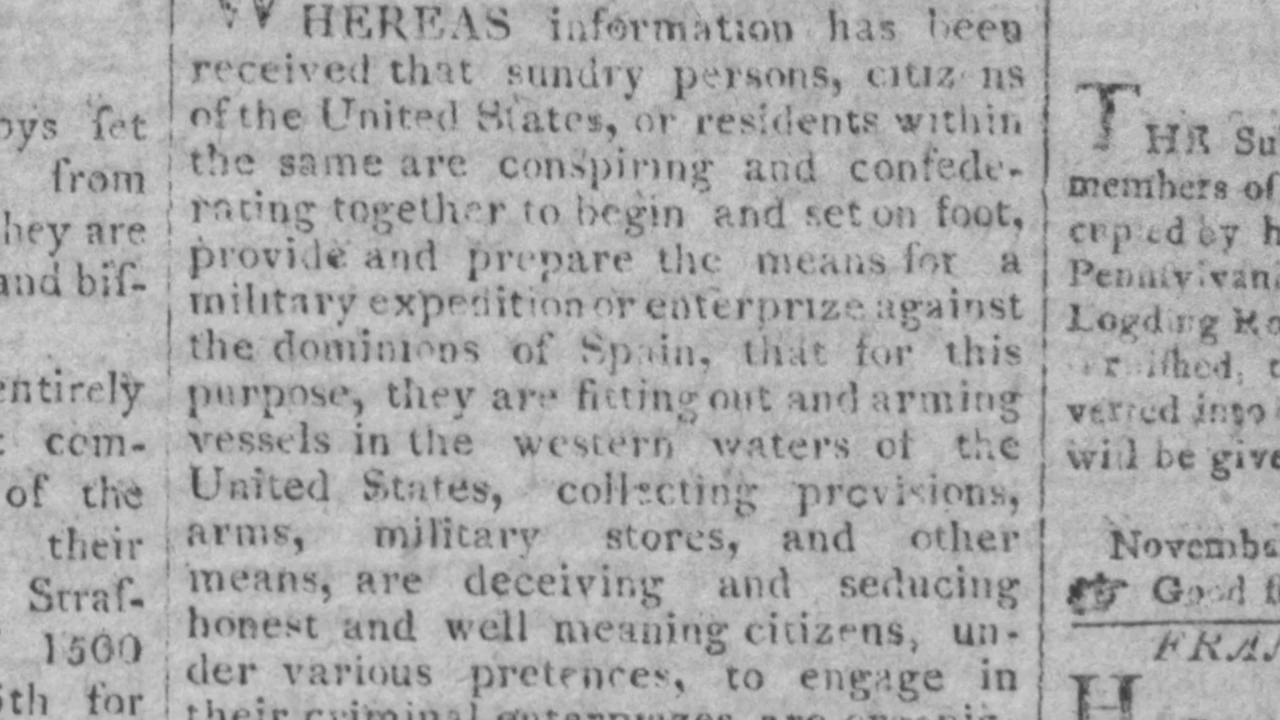 oys ſet
from
hey are
and biſ-
entirely
com-
of the
their
Straſ-
1500
th for
WHEREAS information has been
received that sundry persons, citizens
of the United States, or residents within
the same are conspiring and confede-
rating together to begin and set on foot,
provide and prepare the means for a
military expedition or enterprize against
the dominions of Spain, that for this
purpose, they are fitting out and arming
vessels in the western waters of the
United States, collecting provisions,
arms, military stores, and other
means, are deceiving and seducing
honest and well meaning citizens, un-
der various pretences, to engage in
their criminal enterprizes are organiz-
THE Su
members of
cupied by h
Pennsylvan
Lodging Ro
verted into
will be give
Novembe
Good
FRA
H